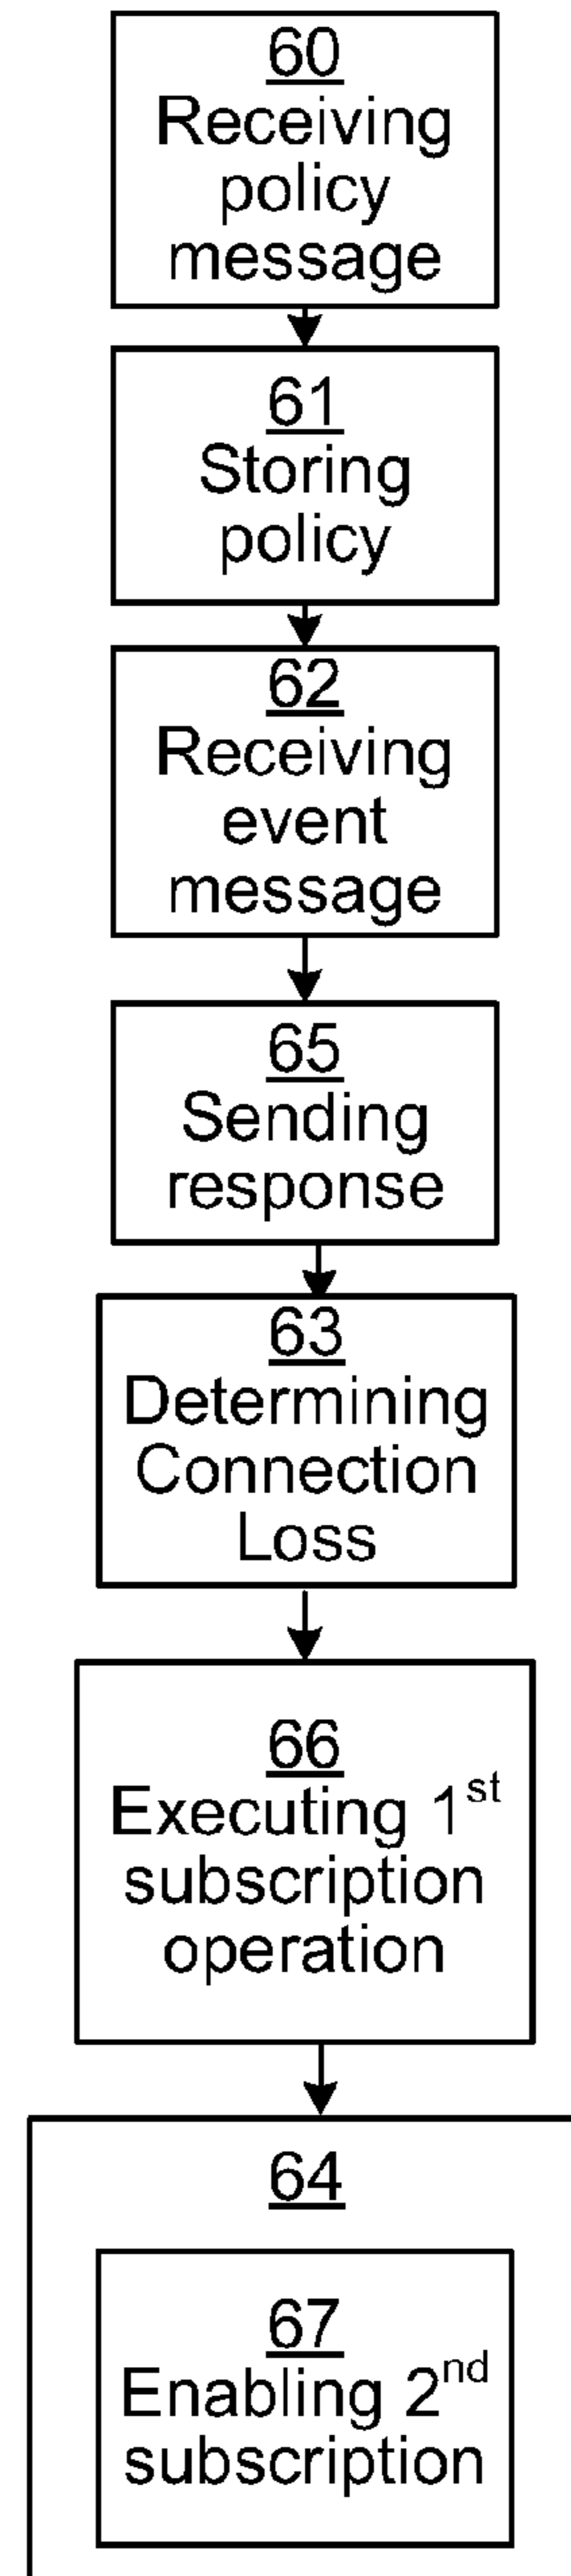 60
Receiving
policy
message
61
Storing
policy
62
Receiving
event
message
65
Sending
response
63
Determining
Connection
Loss
66
Executing 1st
subscription
operation
64
67
Enabling 2nd
subscription